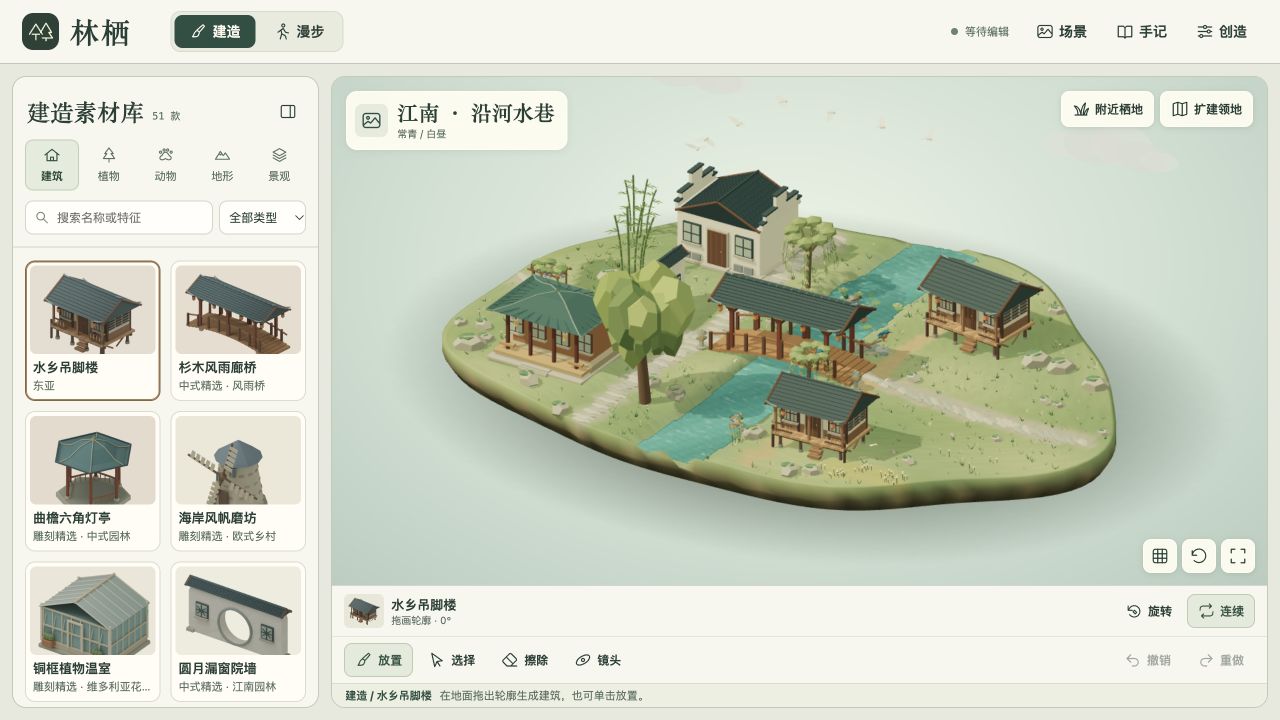 林栖
建造
漫步
等待编辑
场景
手记
创造
建造素材库 51 款
建筑
植物
动物
地形
景观
搜索名称或特征
全部类型
水乡吊脚楼
东亚
杉木风雨廊桥
中式精选 · 风雨桥
曲檐六角灯亭
雕刻精选 · 中式园林
海岸风帆磨坊
雕刻精选 · 欧式乡村
铜框植物温室
雕刻精选 · 维多利亚花...
圆月漏窗院墙
中式精选 · 江南园林
江南 · 沿河水巷
常青 / 白昼
附近栖地
扩建领地
水乡吊脚楼
拖画轮廓 · 0°
旋转
连续
放置
选择
擦除
镜头
撤销
重做
建造 / 水乡吊脚楼 在地面拖出轮廓生成建筑，也可单击放置。